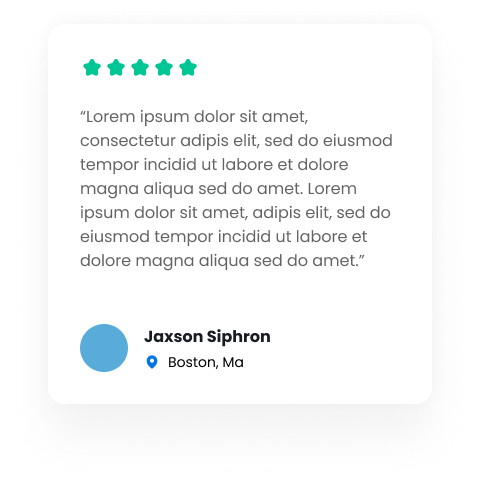 “Lorem ipsum dolor sit amet,
consectetur adipis elit, sed do eiusmod
tempor incidid ut labore et dolore
magna aliqua sed do amet. Lorem
ipsum dolor sit amet, adipis elit, sed do
eiusmod tempor incidid ut labore et
dolore magna aliqua sed do amet.”
Jaxson Siphron
Boston, Ma